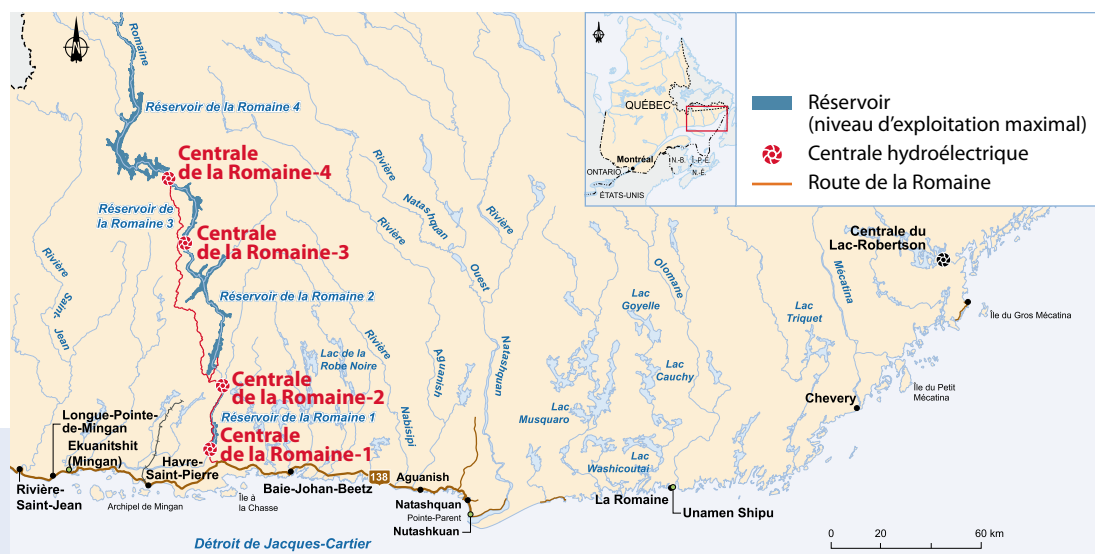 Romaine
Réservoir de la Romaine 4
Centrale
de la Romaine-4
Réservoir de
la Romaine 3
Centrale
de la Romaine-3
Réservoir de la Romaine 2
Rivière
Saint-
Jean
Rivière
Natashquan
Ouest
Rivière
Rivière
Natashquan
Rivière
Aguanish
Nabisipi
Lac de la
Robe Noire
Centrale
de la Romaine-2
Réservoir de la Romaine 1
Centrale
de la Romaine-1
Longue-Pointe-
de-Mingan
Ekuanitshit
(Mingan)
Havre-
Saint-Pierre
Rivière-
Saint-Jean
Archipel de Mingan
Île à
la Chasse
Baie-Johan-Beetz
138
Aguanish
Natashquan
Pointe-Parent
Nutashkuan
Détroit de Jacques-Cartier
Olomane
Lac
Goyelle
Lac
Cauchy
Lac
Musquaro
Lac
Washicoutai
La Romaine
Unamen Shipu
Lac
Triquet
Mécatina
Centrale du
Lac-Robertson
Île du Gros Mécatina
Île du Petit
Mécatina
Chevery
QUÉBEC
Montréal
ONTARIO
ÉTATS-UNIS
N.-B.
Î.-P.-É.
N.-É.
Réservoir
(niveau d'exploitation maximal)
Centrale hydroélectrique
Route de la Romaine
0 20 60 km